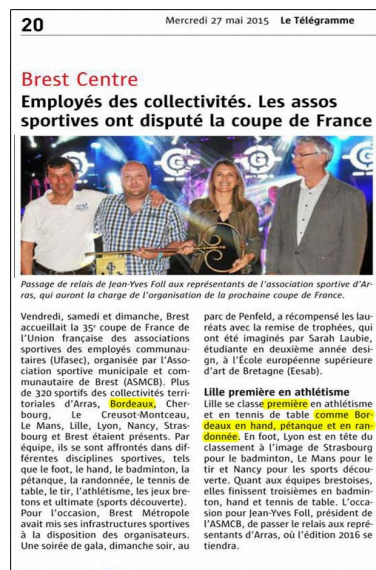 20
Mercredi 27 mai 2015 Le Télégramme
Brest Centre
Employés des collectivités. Les assos
sportives ont disputé la coupe de France
Passage de relais de Jean-Yves Foll aux représentants de l'association sportive d'Ar-
ras, qui auront la charge de l'organisation de la prochaine coupe de France.
Vendredi, samedi et dimanche, Brest
accueillait la 35e coupe de France de
l'Union française des associations
sportives des employés communau-
taires (Ufasec), organisée par l'Asso-
ciation sportive municipale et com-
munautaire de Brest (ASMCB). Plus
de 320 sportifs des collectivités terri-
toriales d'Arras, Bordeaux, Cher-
bourg, Le Creusot-Montceau,
Le Mans, Lille, Lyon, Nancy, Stras-
bourg et Brest étaient présents. Par
équipe, ils se sont affrontés dans dif-
férentes disciplines sportives, tels
que le foot, le hand, le badminton, la
pétanque, la randonnée, le tennis de
table, le tir, l'athlétisme, les jeux bre-
tons et ultimate (sports découverte).
Pour l'occasion, Brest Métropole
avait mis ses infrastructures sportives
à la disposition des organisateurs.
Une soirée de gala, dimanche soir, au
parc de Penfeld, a récompensé les lau-
réats avec la remise de trophées, qui
ont été imaginés par Sarah Laubie,
étudiante en deuxième année desi-
gn, à l'École européenne supérieure
d'art de Bretagne (Eesab).
Lille première en athlétisme
Lille se classe première en athlétisme
et en tennis de table comme Bor-
deaux en hand, pétanque et en ran-
donnée. En foot, Lyon est en tête du
classement à l'image de Strasbourg
pour le badminton, Le Mans pour le
tir et Nancy pour les sports décou-
verte. Quant aux équipes brestoises,
elles finissent troisièmes en badmin-
ton, hand et tennis de table. L'occa-
sion pour Jean-Yves Foll, président de
l'ASMCB, de passer le relais aux repré-
sentants d'Arras, où l'édition 2016 se
tiendra.